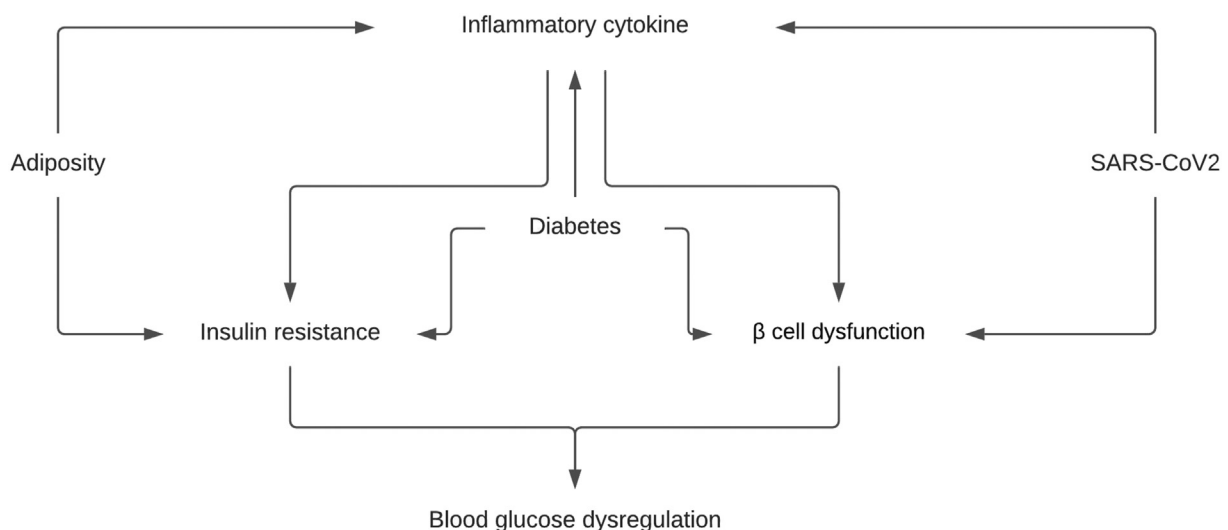 Inflammatory cytokine
Adiposity
SARS-CoV2
Diabetes
Insulin resistance
β cell dysfunction
Blood glucose dysregulation